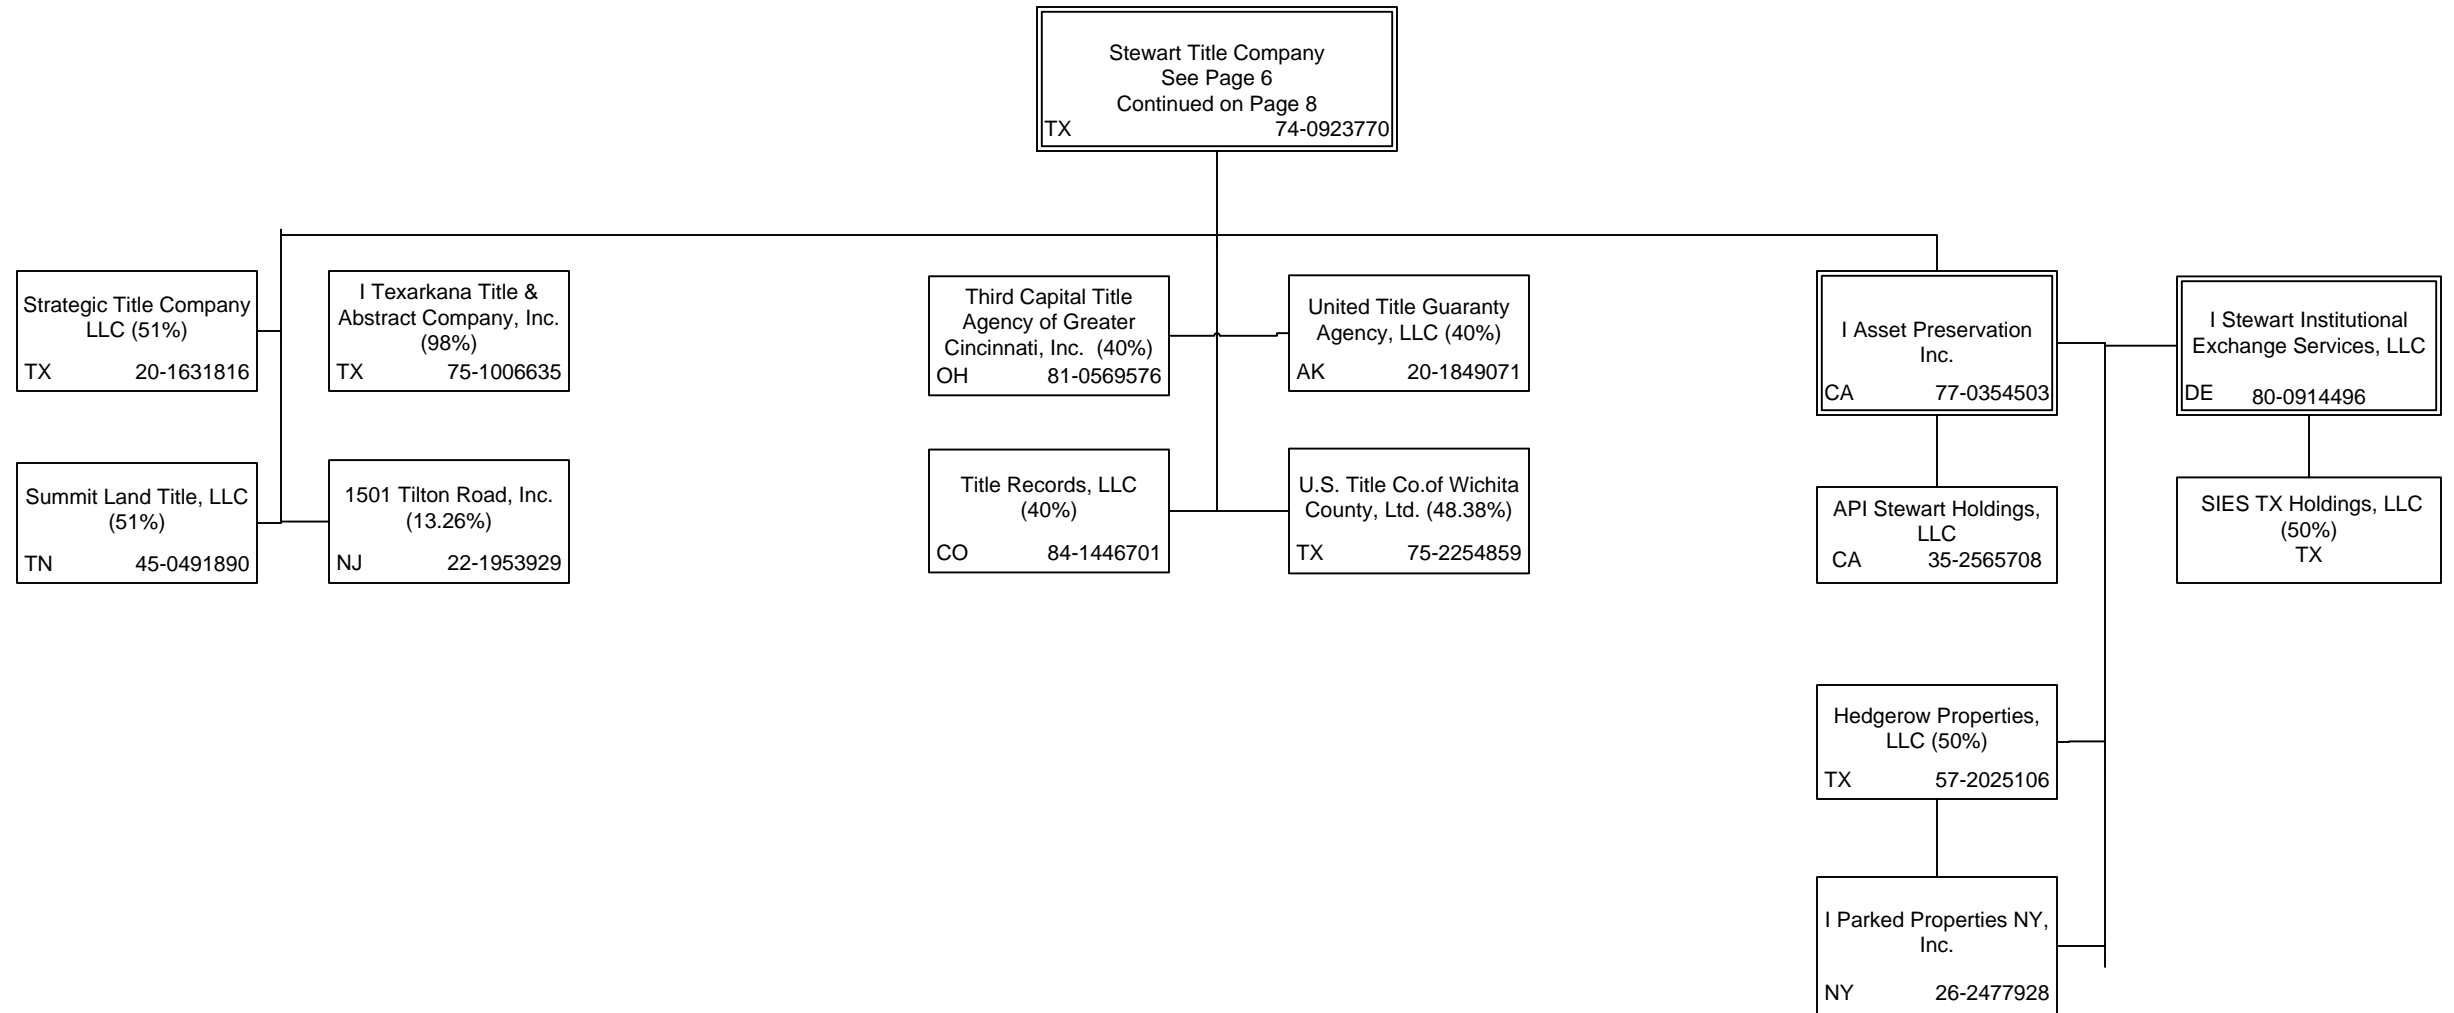 Stewart Title Company
See Page 6
Continued on Page 8
TX 74-0923770
Strategic Title Company
LLC (51%)
TX 20-1631816
I Texarkana Title &
Abstract Company, Inc.
(98%)
TX 75-1006635
Third Capital Title
Agency of Greater
Cincinnati, Inc. (40%)
OH 81-0569576
United Title Guaranty
Agency, LLC (40%)
AK 20-1849071
I Asset Preservation
Inc.
CA 77-0354503
I Stewart Institutional
Exchange Services, LLC
DE 80-0914496
Summit Land Title, LLC
(51%)
TN 45-0491890
1501 Tilton Road, Inc.
(13.26%)
NJ 22-1953929
Title Records, LLC
(40%)
CO 84-1446701
U.S. Title Co.of Wichita
County, Ltd. (48.38%)
TX 75-2254859
API Stewart Holdings,
LLC
CA 35-2565708
SIES TX Holdings, LLC
(50%)
TX
Hedgerow Properties,
LLC (50%)
TX 57-2025106
I Parked Properties NY,
Inc.
NY 26-2477928